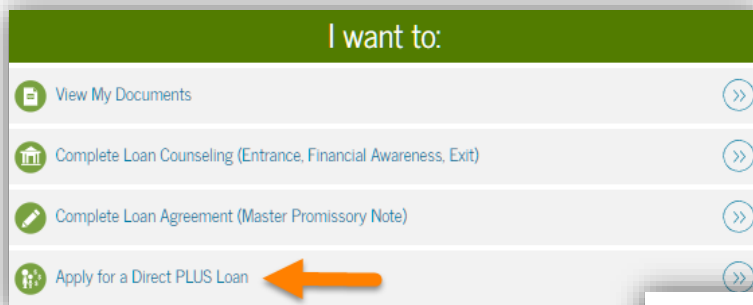 I want to:
View My Documents
Complete Loan Counseling (Entrance, Financial Awareness, Exit)
Complete Loan Agreement (Master Promissory Note)
Apply for a Direct PLUS Loan